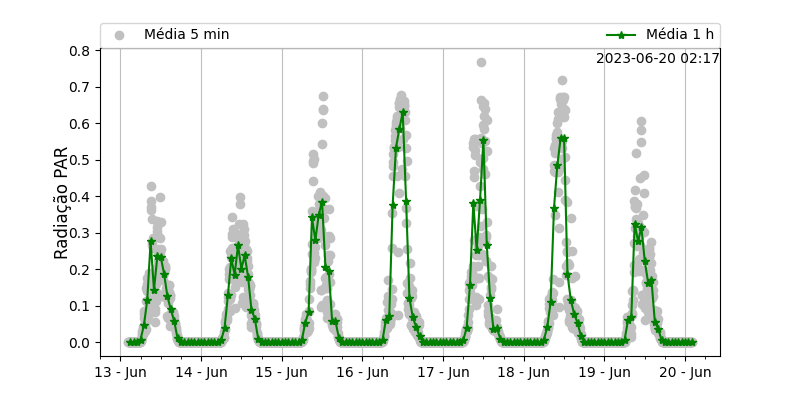 Média 5 min
Média 1 h
2023-06-20 02:17
Radiação PAR
0.8
0.7
0.6
0.5
0.4
0.3
0.2
0.1
0.0
13 - Jun
14 - Jun
15 - Jun
16 - Jun
17 - Jun
18 - Jun
19 - Jun
20 - Jun